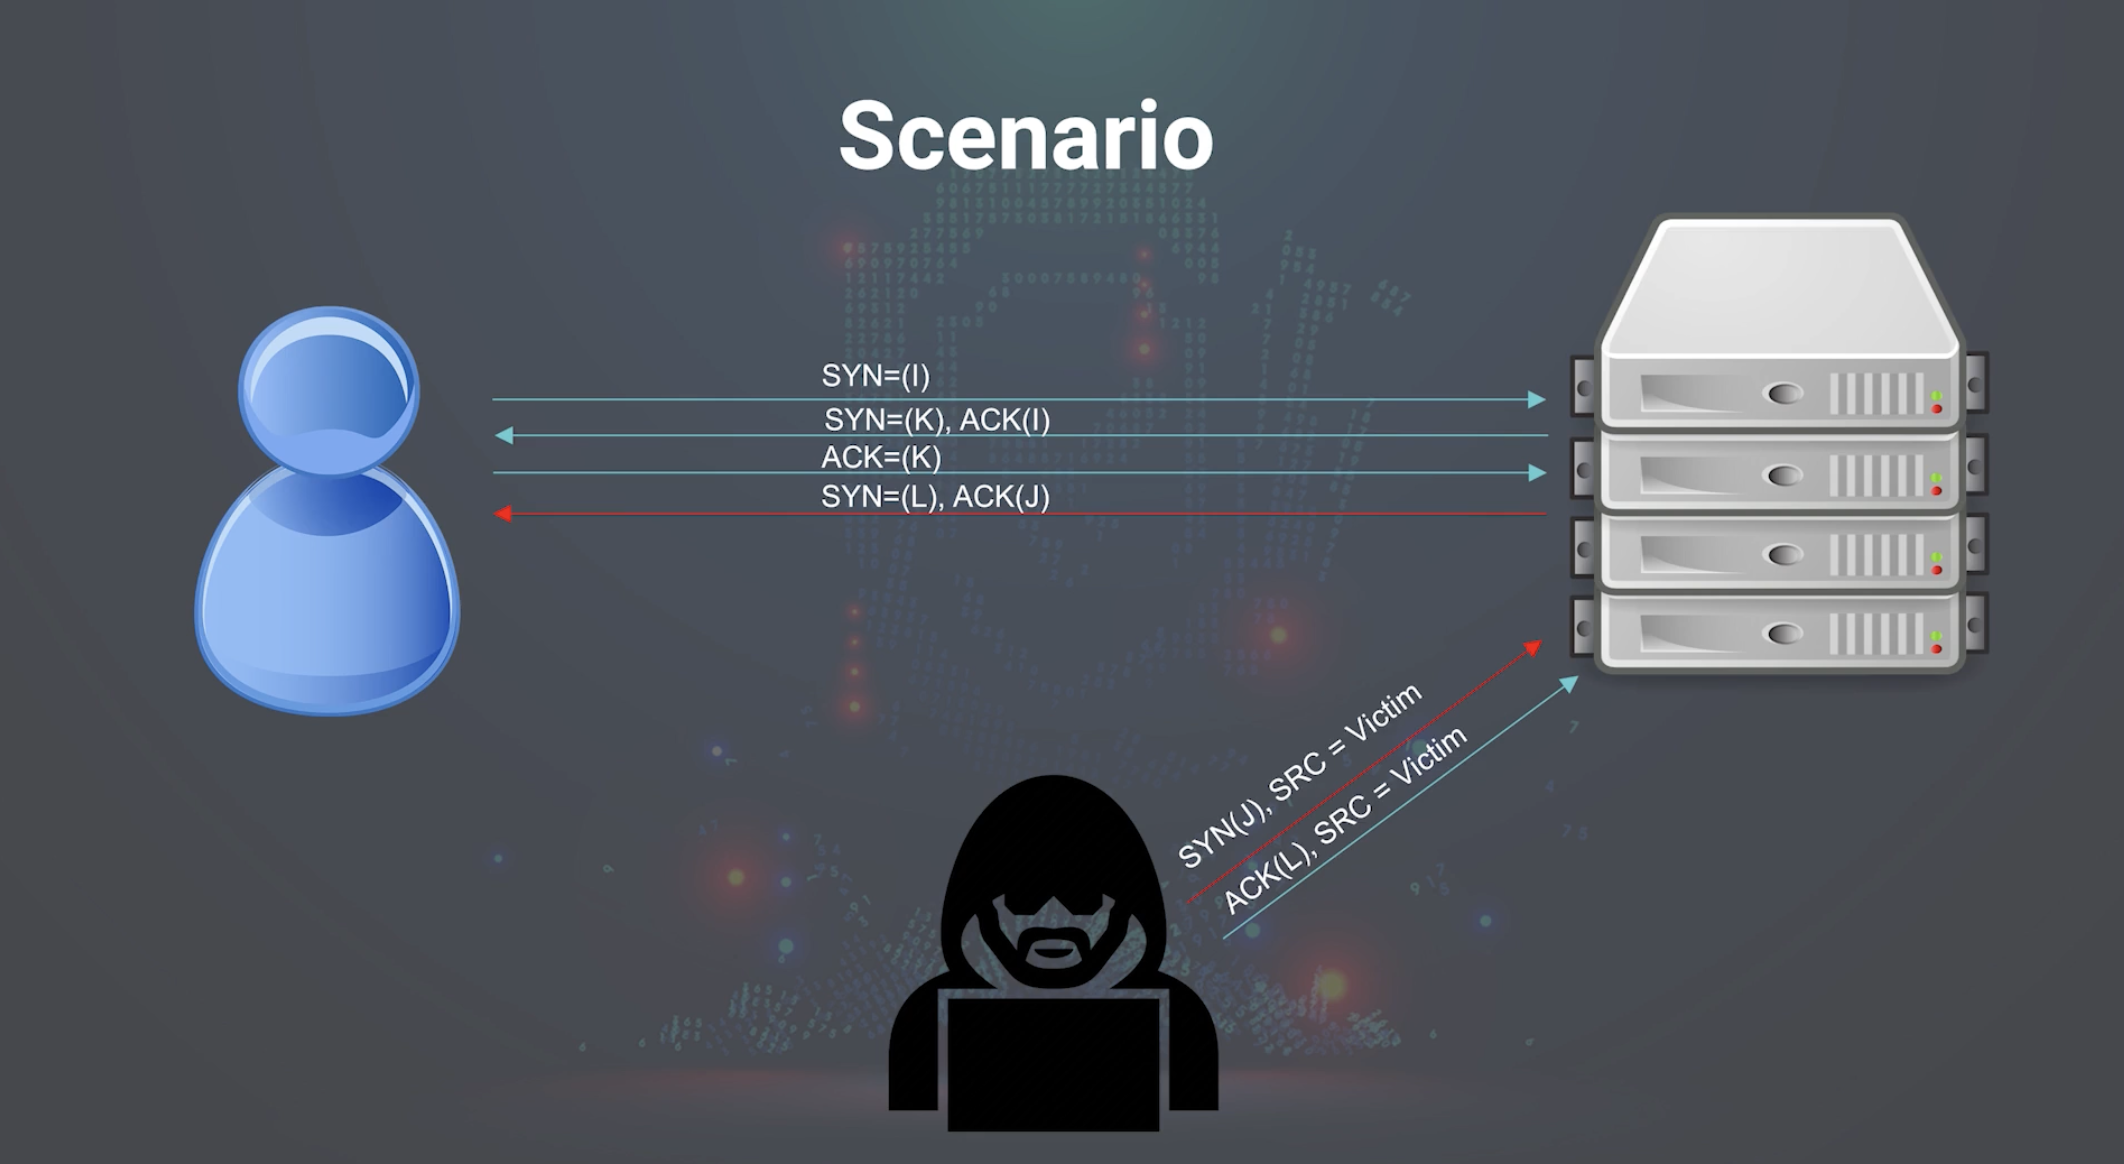 Scenario
SYN=(I)
SYN=(K), ACK(I)
ACK=(K)
SYN=(L), ACK(J)
SYN(J), SRC = Victim
ACK(L), SRC = Victim